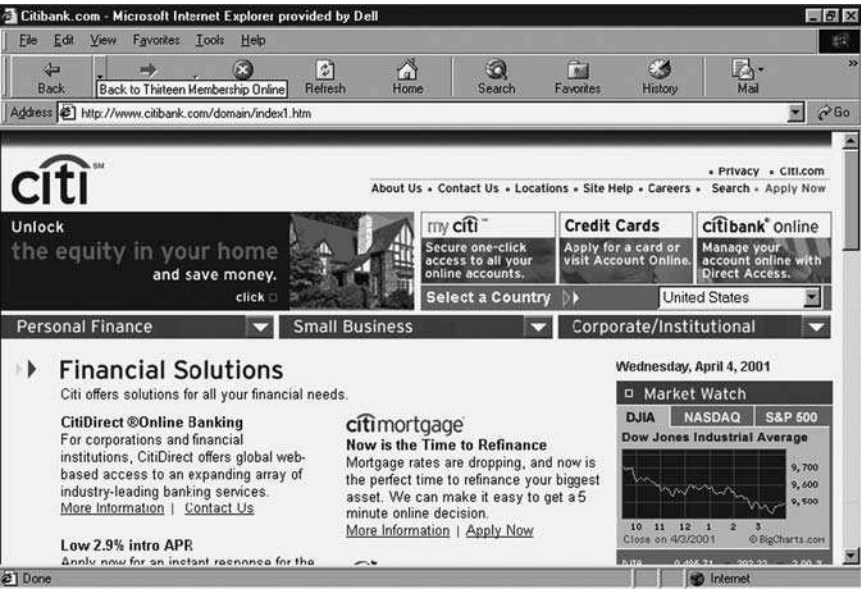 Citibank.com - Microsoft Internet Explorer provided by Dell
File Edit View Favorites Tools Help
Back Refresh Home Search Favorites History Mail
Back to Thirteen Membership Online
Address http://www.citibank.com/domain/index1.htm Go
citi SM
• Privacy • Citi.com
About Us • Contact Us • Locations • Site Help • Careers • Search • Apply Now
Unlock
the equity in your home
and save money.
click
my citi℠
Secure one-click
access to all your
online accounts.
Credit Cards
Apply for a card or
visit Account Online.
citibank® online
Manage your
account online with
Direct Access.
Select a Country United States
Personal Finance Small Business Corporate/Institutional
Financial Solutions
Citi offers solutions for all your financial needs.
CitiDirect ®Online Banking
For corporations and financial
institutions, CitiDirect offers global web-
based access to an expanding array of
industry-leading banking services.
More Information | Contact Us
Low 2.9% intro APR
Apply now for an instant response for the
citimortgage
Now is the Time to Refinance
Mortgage rates are dropping, and now is
the perfect time to refinance your biggest
asset. We can make it easy to get a 5
minute online decision.
More Information | Apply Now
Wednesday, April 4, 2001
Market Watch
DJIA NASDAQ S&P 500
Dow Jones Industrial Average
9,700
9,600
9,500
10 11 12 1 2 3
Close on 4/3/2001 © BigCharts.com
Done Internet